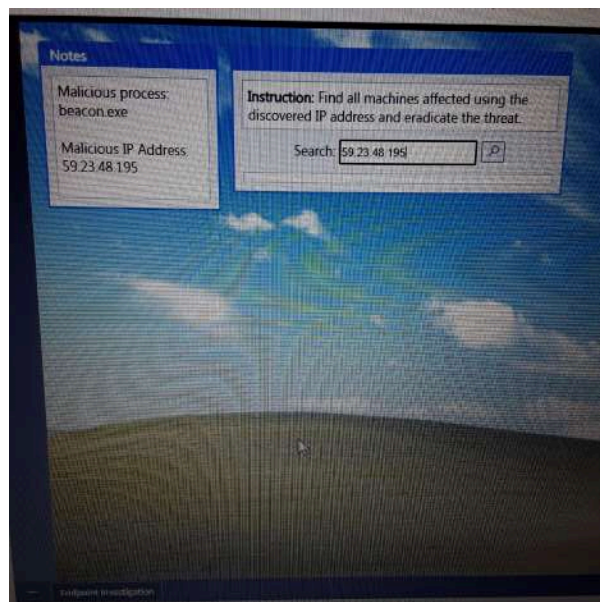 Notes
Malicious process:
beacon.exe
Malicious IP Address
59.23.48.195
Instruction: Find all machines affected using the
discovered IP address and eradicate the threat.
Search: 59.23.48.195
Endpoint Investigation